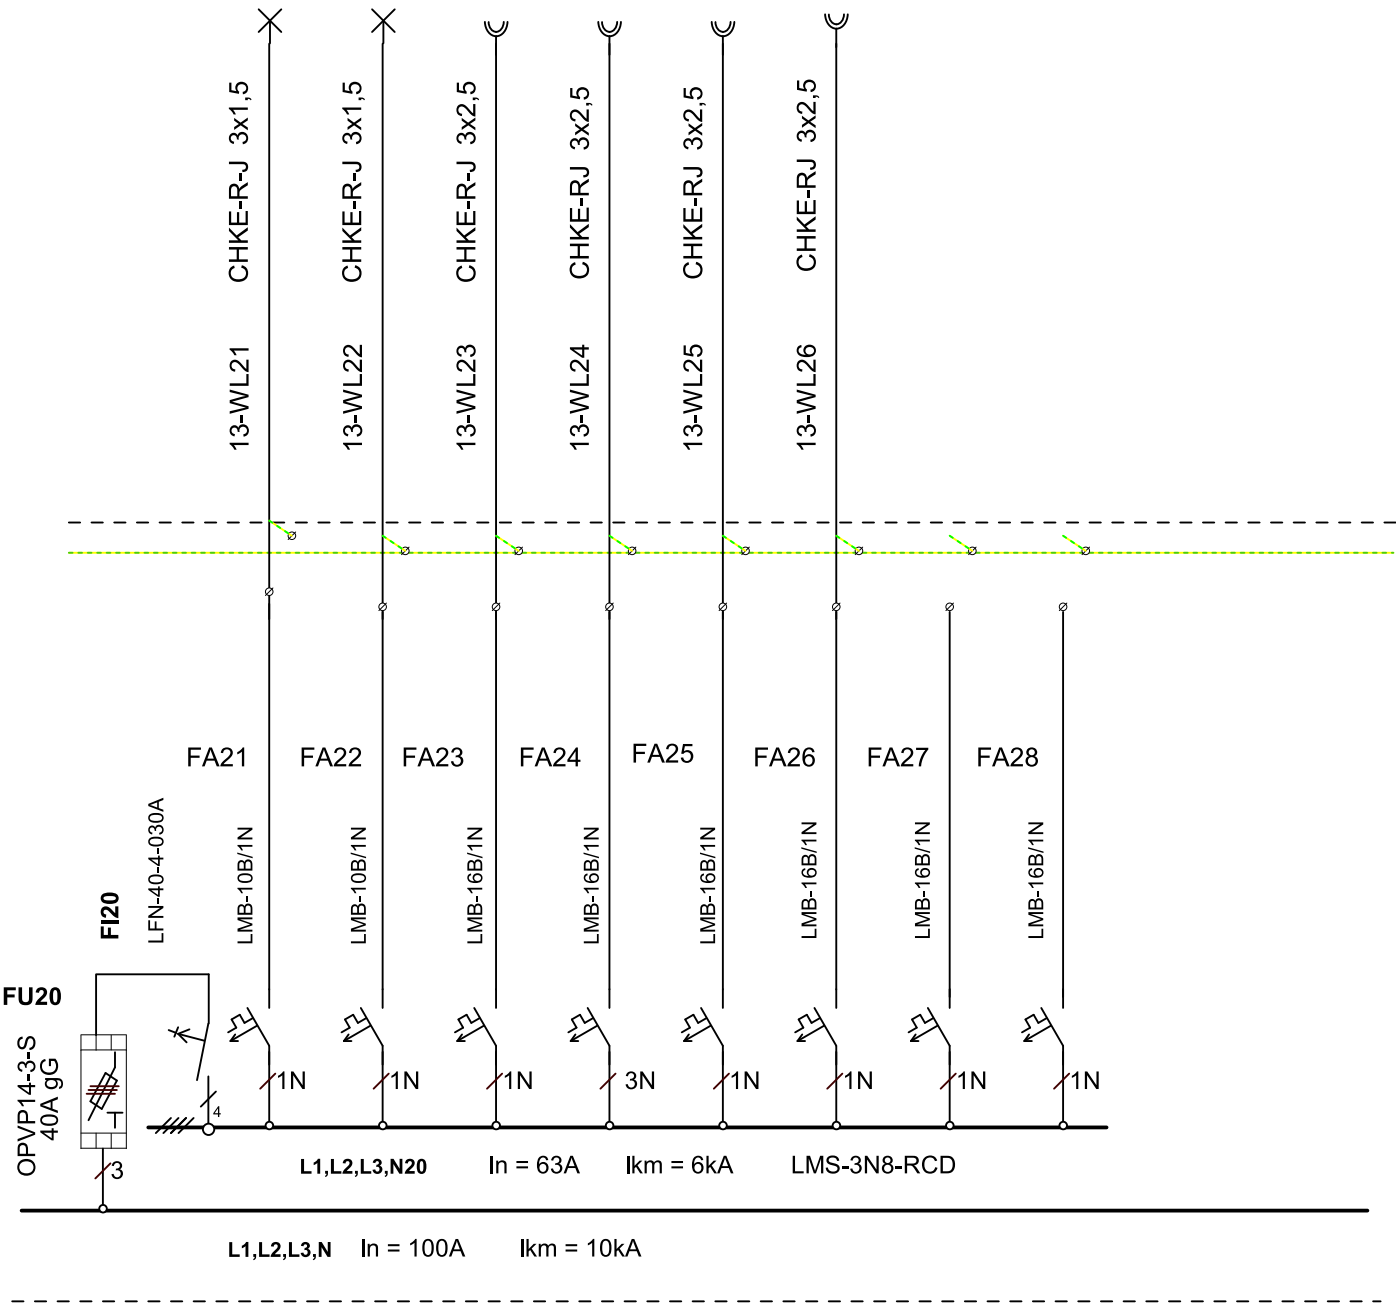 CHKE-R-J 3x1,5
CHKE-R-J 3x1,5
CHKE-R-J 3x2,5
CHKE-RJ 3x2,5
CHKE-RJ 3x2,5
CHKE-RJ 3x2,5
13-WL21
13-WL22
13-WL23
13-WL24
13-WL25
13-WL26
FA21
FA22
FA23
FA24
FA25
FA26
FA27
FA28
FI20
LFN-40-4-030A
LMB-10B/1N
LMB-10B/1N
LMB-16B/1N
LMB-16B/1N
LMB-16B/1N
LMB-16B/1N
LMB-16B/1N
LMB-16B/1N
FU20
OPVP14-3-S
40A gG
1N
1N
1N
3N
1N
1N
1N
1N
4
3
L1,L2,L3,N20 In = 63A Ikm = 6kA LMS-3N8-RCD
L1,L2,L3,N In = 100A Ikm = 10kA